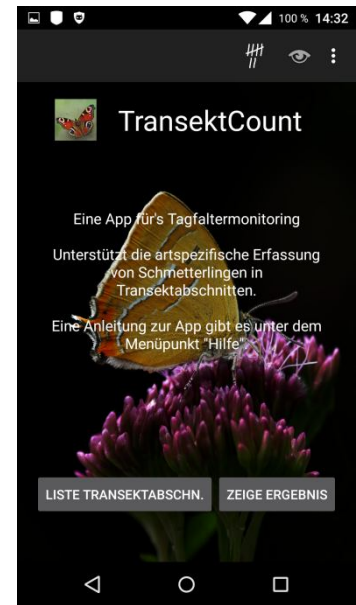 100 % 14:32
TransektCount
Eine App für's Tagfaltermonitoring
Unterstützt die artspezifische Erfassung
von Schmetterlingen in
Transektabschnitten.
Eine Anleitung zur App gibt es unter dem
Menüpunkt "Hilfe"
LISTE TRANSEKTABSCHN. ZEIGE ERGEBNIS